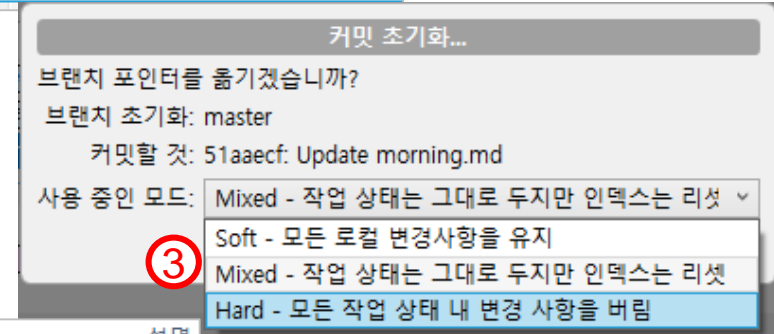 커밋 초기화...
브랜치 포인터를 옮기겠습니까?
브랜치 초기화: master
커밋할 것: 51aaecf: Update morning.md
사용 중인 모드: Mixed - 작업 상태는 그대로 두지만 인덱스는 리셋
Soft - 모든 로컬 변경사항을 유지
③
Mixed - 작업 상태는 그대로 두지만 인덱스는 리셋
Hard - 모든 작업 상태 내 변경 사항을 버림